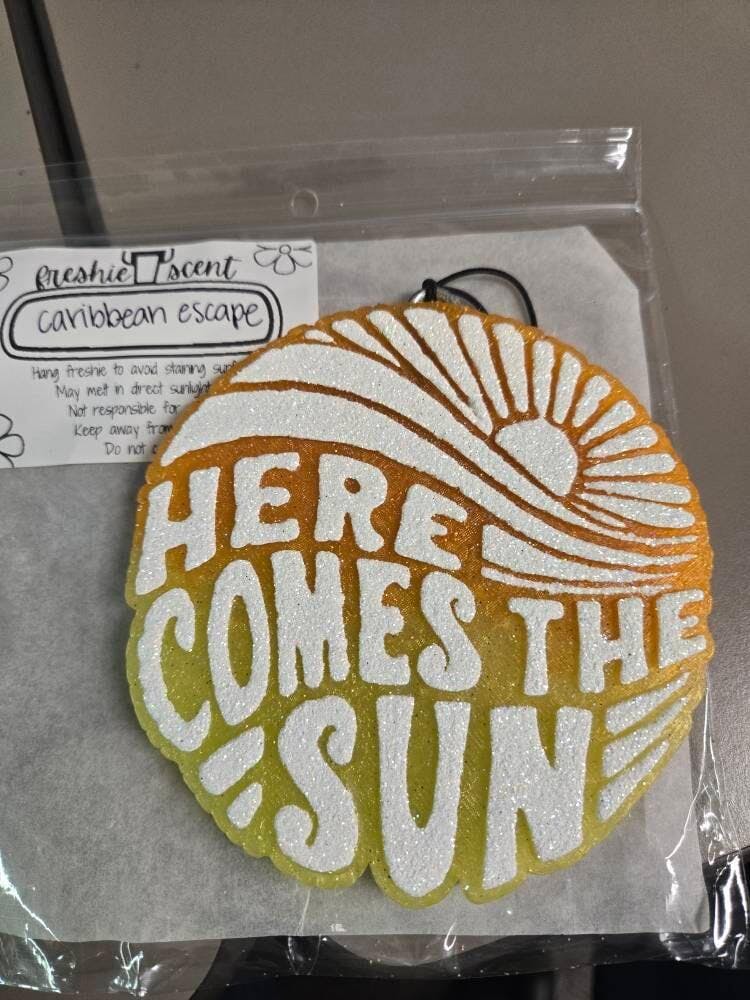 freshie scent
caribbean escape
Hang freshie to avoid staining
May melt in direct sunlight
Not responsible for
Keep away from
Do not
HERE
COMES THE
SUN